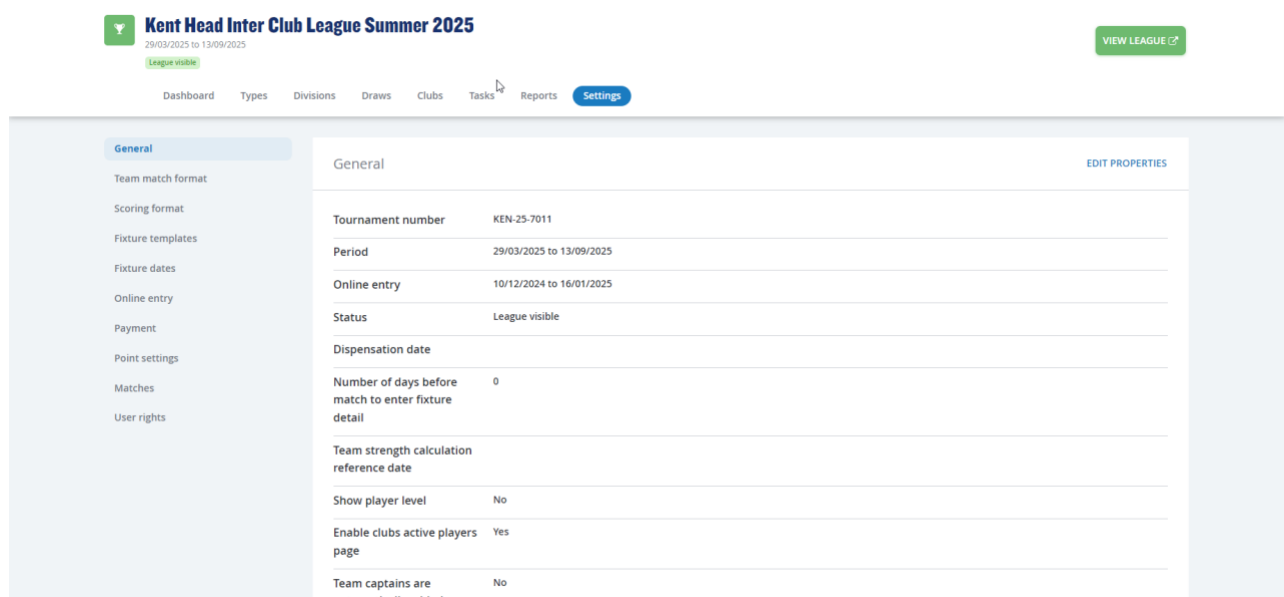 Kent Head Inter Club League Summer 2025
29/03/2025 to 13/09/2025
League visible
VIEW LEAGUE
Dashboard Types Divisions Draws Clubs Tasks Reports Settings
General
Team match format
Scoring format
Fixture templates
Fixture dates
Online entry
Payment
Point settings
Matches
User rights
General EDIT PROPERTIES
Tournament number KEN-25-7011
Period 29/03/2025 to 13/09/2025
Online entry 10/12/2024 to 16/01/2025
Status League visible
Dispensation date
Number of days before 0
match to enter fixture
detail
Team strength calculation
reference date
Show player level No
Enable clubs active players Yes
page
Team captains are No